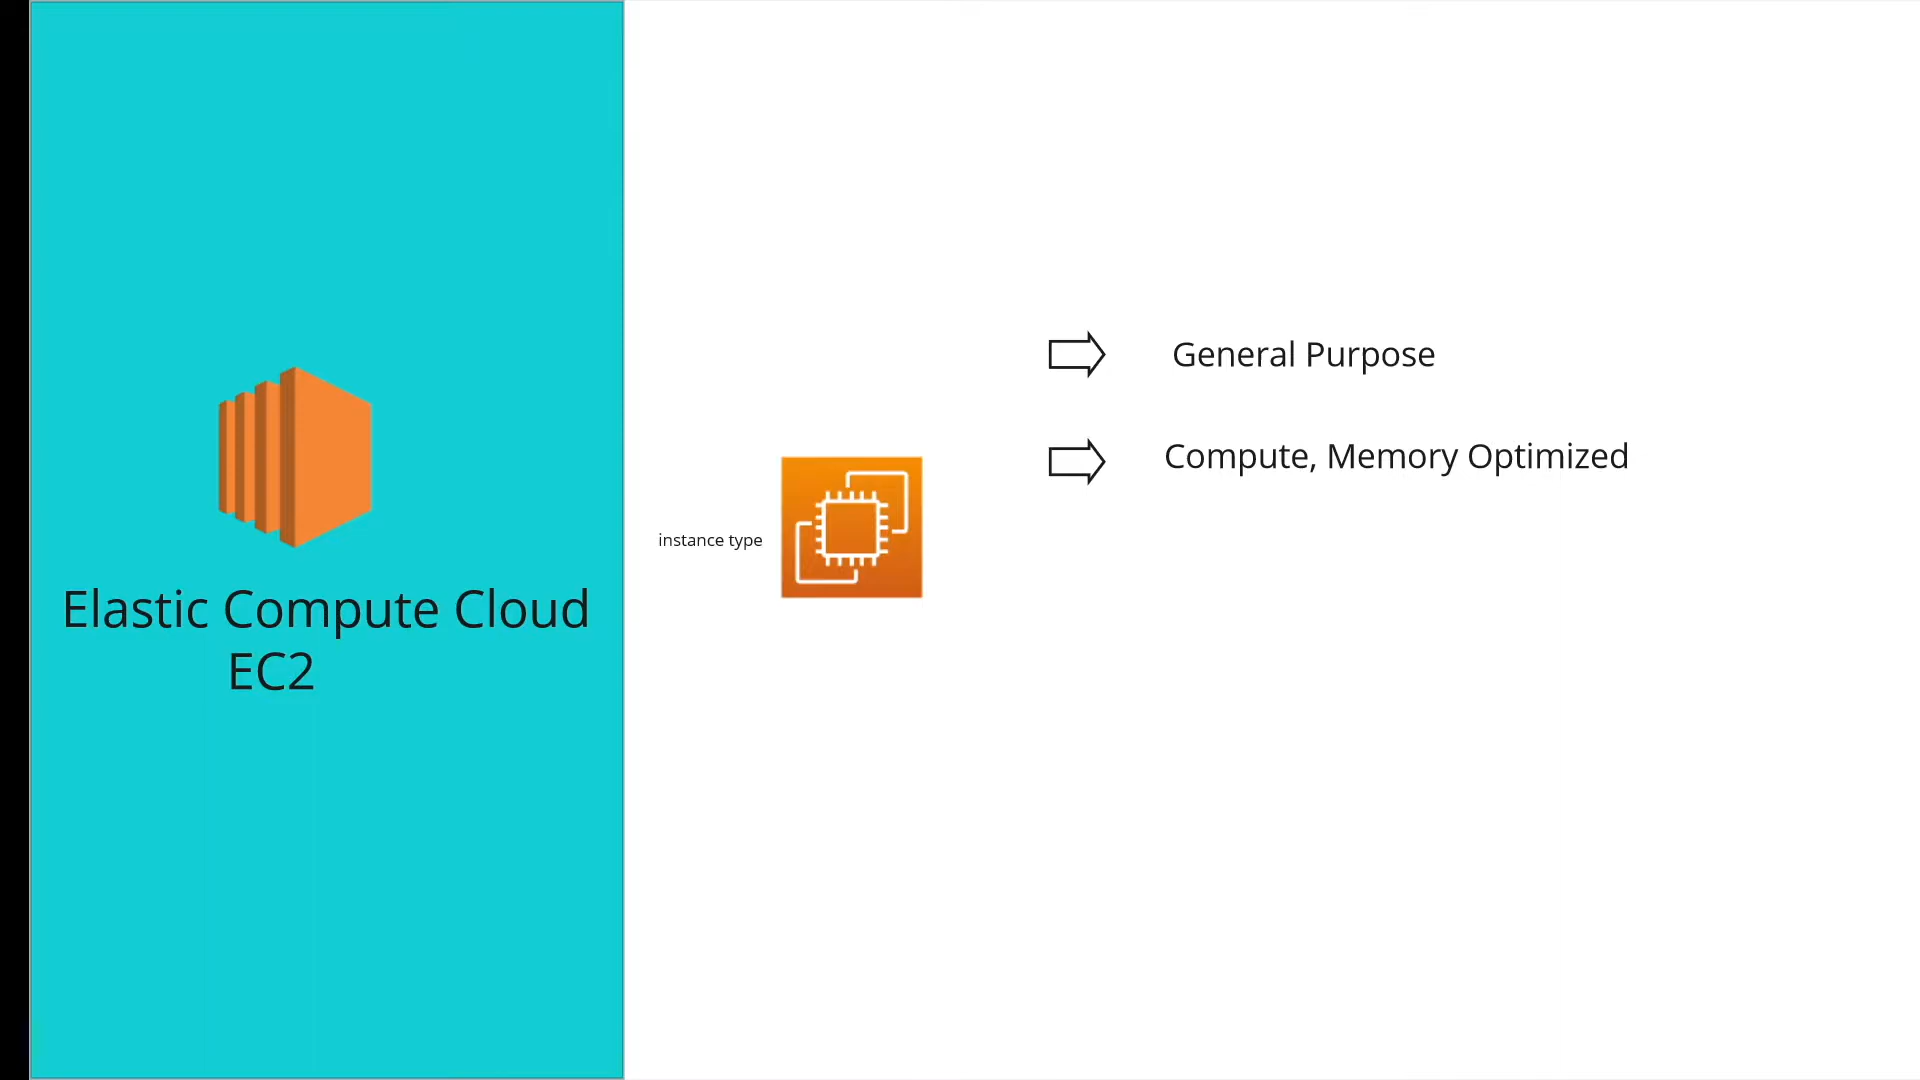 Elastic Compute Cloud
EC2
instance type
General Purpose
Compute, Memory Optimized